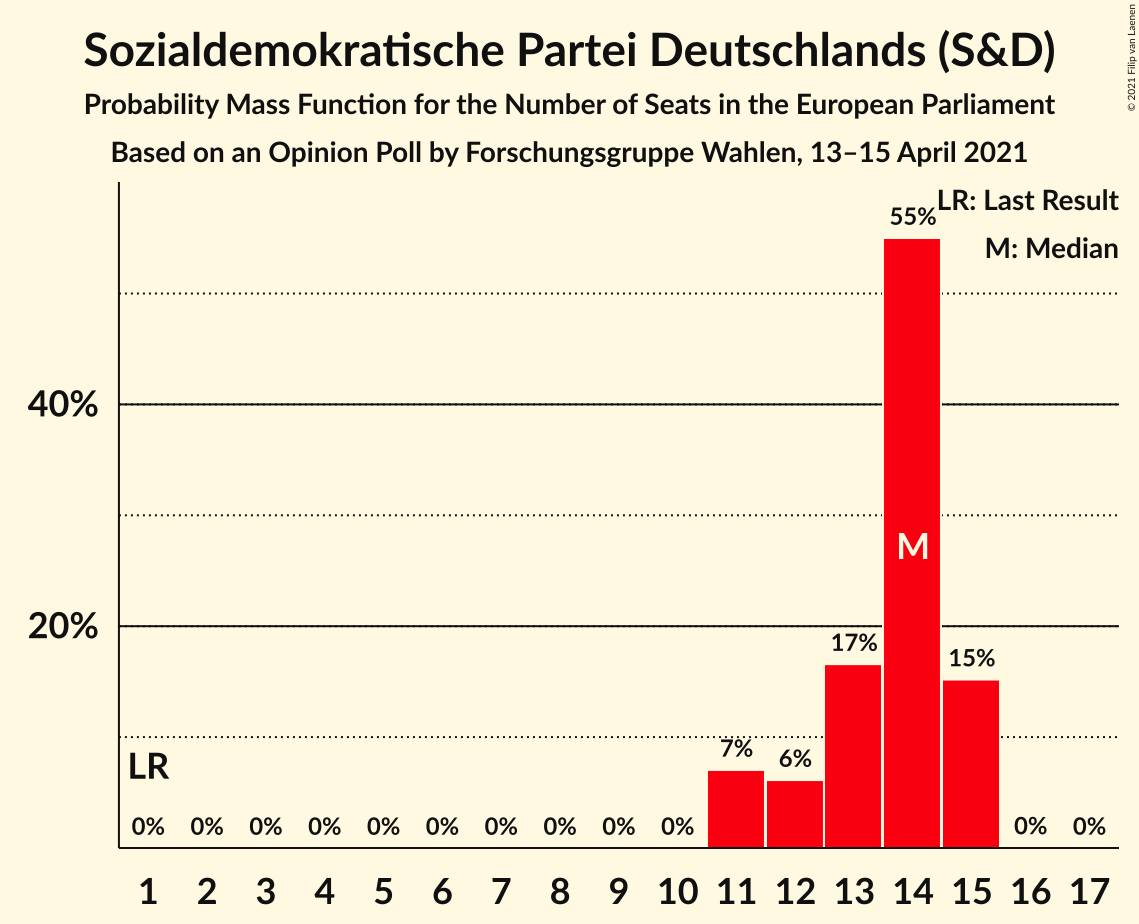 Sozialdemokratische Partei Deutschlands (S&D)
Probability Mass Function for the Number of Seats in the European Parliament
Based on an Opinion Poll by Forschungsgruppe Wahlen, 13–15 April 2021
© 2021 Filip van Laenen
LR: Last Result
M: Median
55%
40%
M
20%
17%
15%
7%
6%
LR
0% 0% 0% 0% 0% 0% 0% 0% 0% 0% 0% 0%
1 2 3 4 5 6 7 8 9 10 11 12 13 14 15 16 17